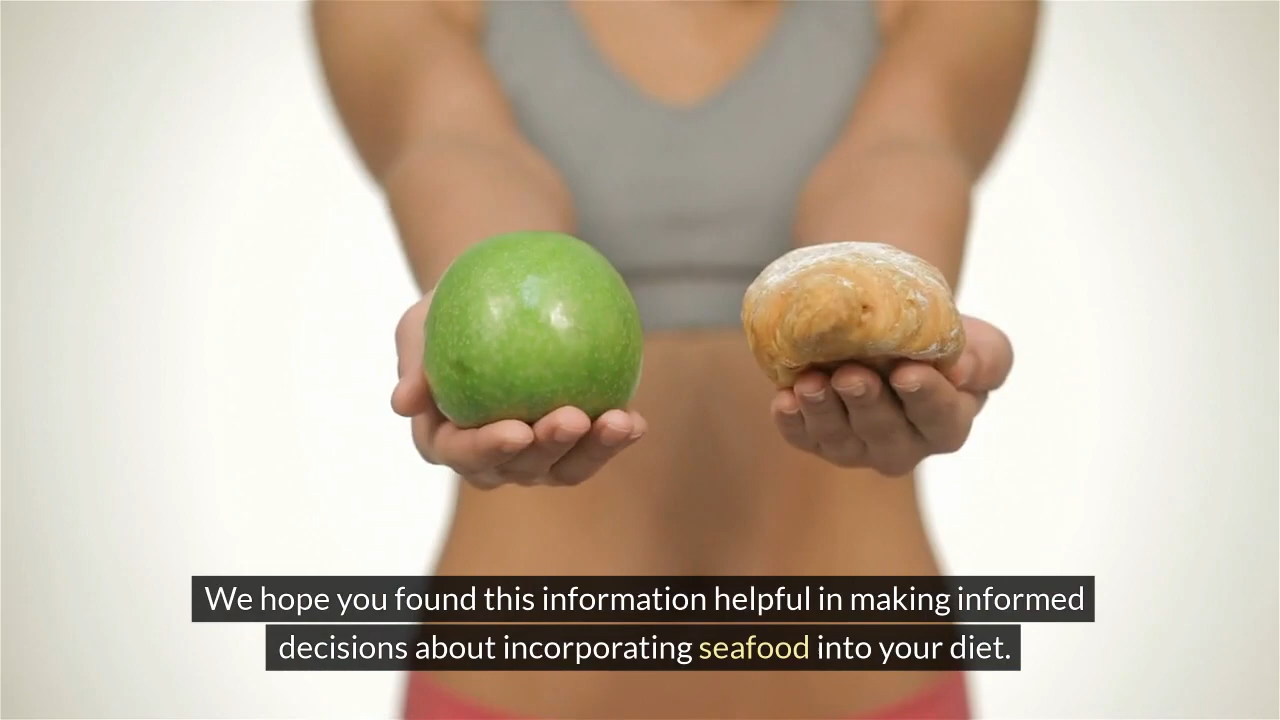 We hope you found this information helpful in making informed
decisions about incorporating seafood into your diet.